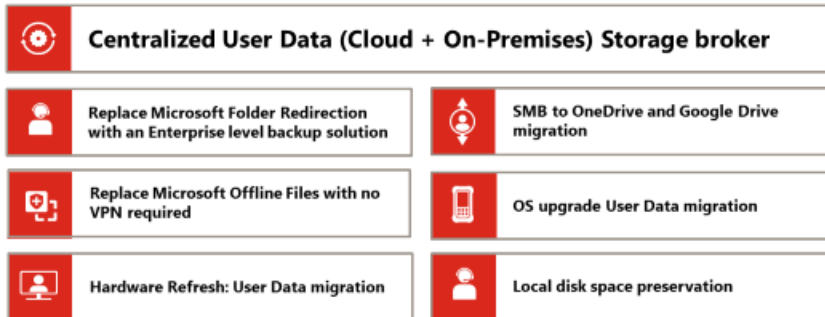 Centralized User Data (Cloud + On-Premises) Storage broker
Replace Microsoft Folder Redirection
with an Enterprise level backup solution
SMB to OneDrive and Google Drive
migration
Replace Microsoft Offline Files with no
VPN required
OS upgrade User Data migration
Hardware Refresh: User Data migration
Local disk space preservation